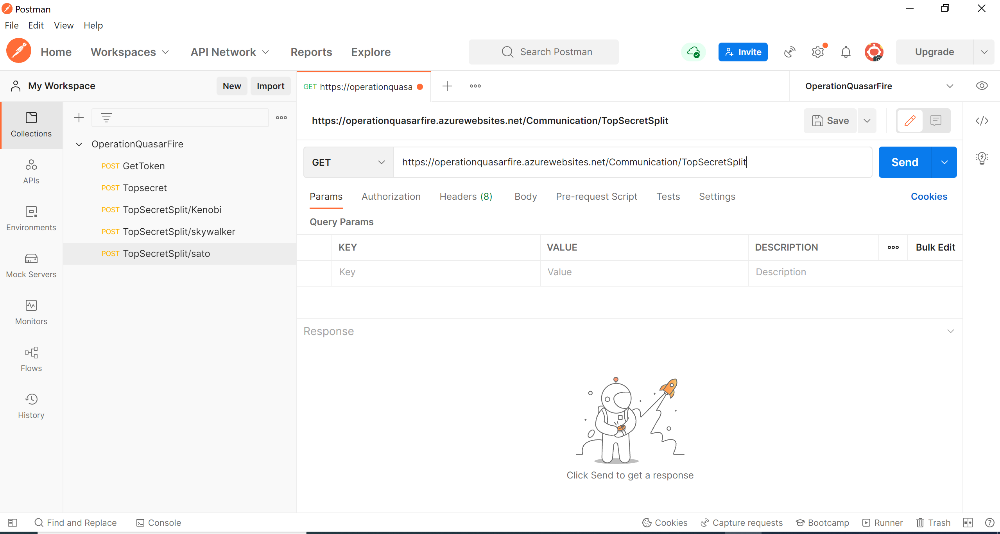 Postman
File Edit View Help
Home Workspaces API Network Reports Explore Search Postman Invite Upgrade
My Workspace New Import GET https://operationquasa OperationQuasarFire
Collections
https://operationquasarfire.azurewebsites.net/Communication/TopSecretSplit Save
OperationQuasarFire
POST GetToken
POST Topsecret
POST TopSecretSplit/Kenobi
POST TopSecretSplit/skywalker
POST TopSecretSplit/sato
APIs
Environments
Mock Servers
Monitors
Flows
History
GET https://operationquasarfire.azurewebsites.net/Communication/TopSecretSplit Send
Params Authorization Headers (8) Body Pre-request Script Tests Settings Cookies
Query Params
KEY VALUE DESCRIPTION Bulk Edit
Key Value Description
Response
Click Send to get a response
Find and Replace Console Cookies Capture requests Bootcamp Runner Trash